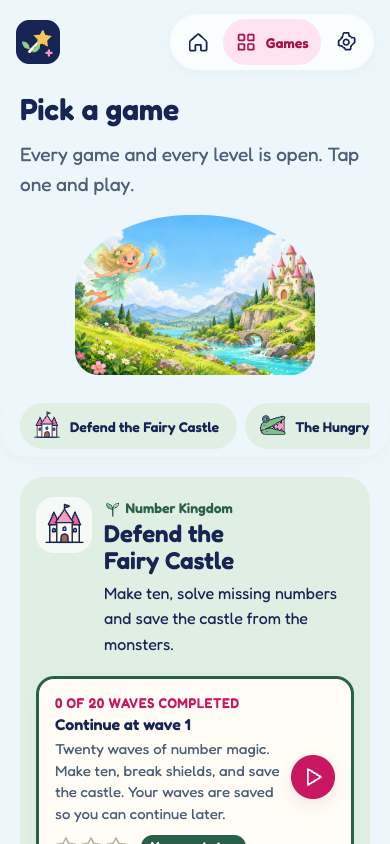 Games
Pick a game
Every game and every level is open. Tap
one and play.
Defend the Fairy Castle
The Hungry
Number Kingdom
Defend the
Fairy Castle
Make ten, solve missing numbers
and save the castle from the
monsters.
0 OF 20 WAVES COMPLETED
Continue at wave 1
Twenty waves of number magic.
Make ten, break shields, and save
the castle. Your waves are saved
so you can continue later.